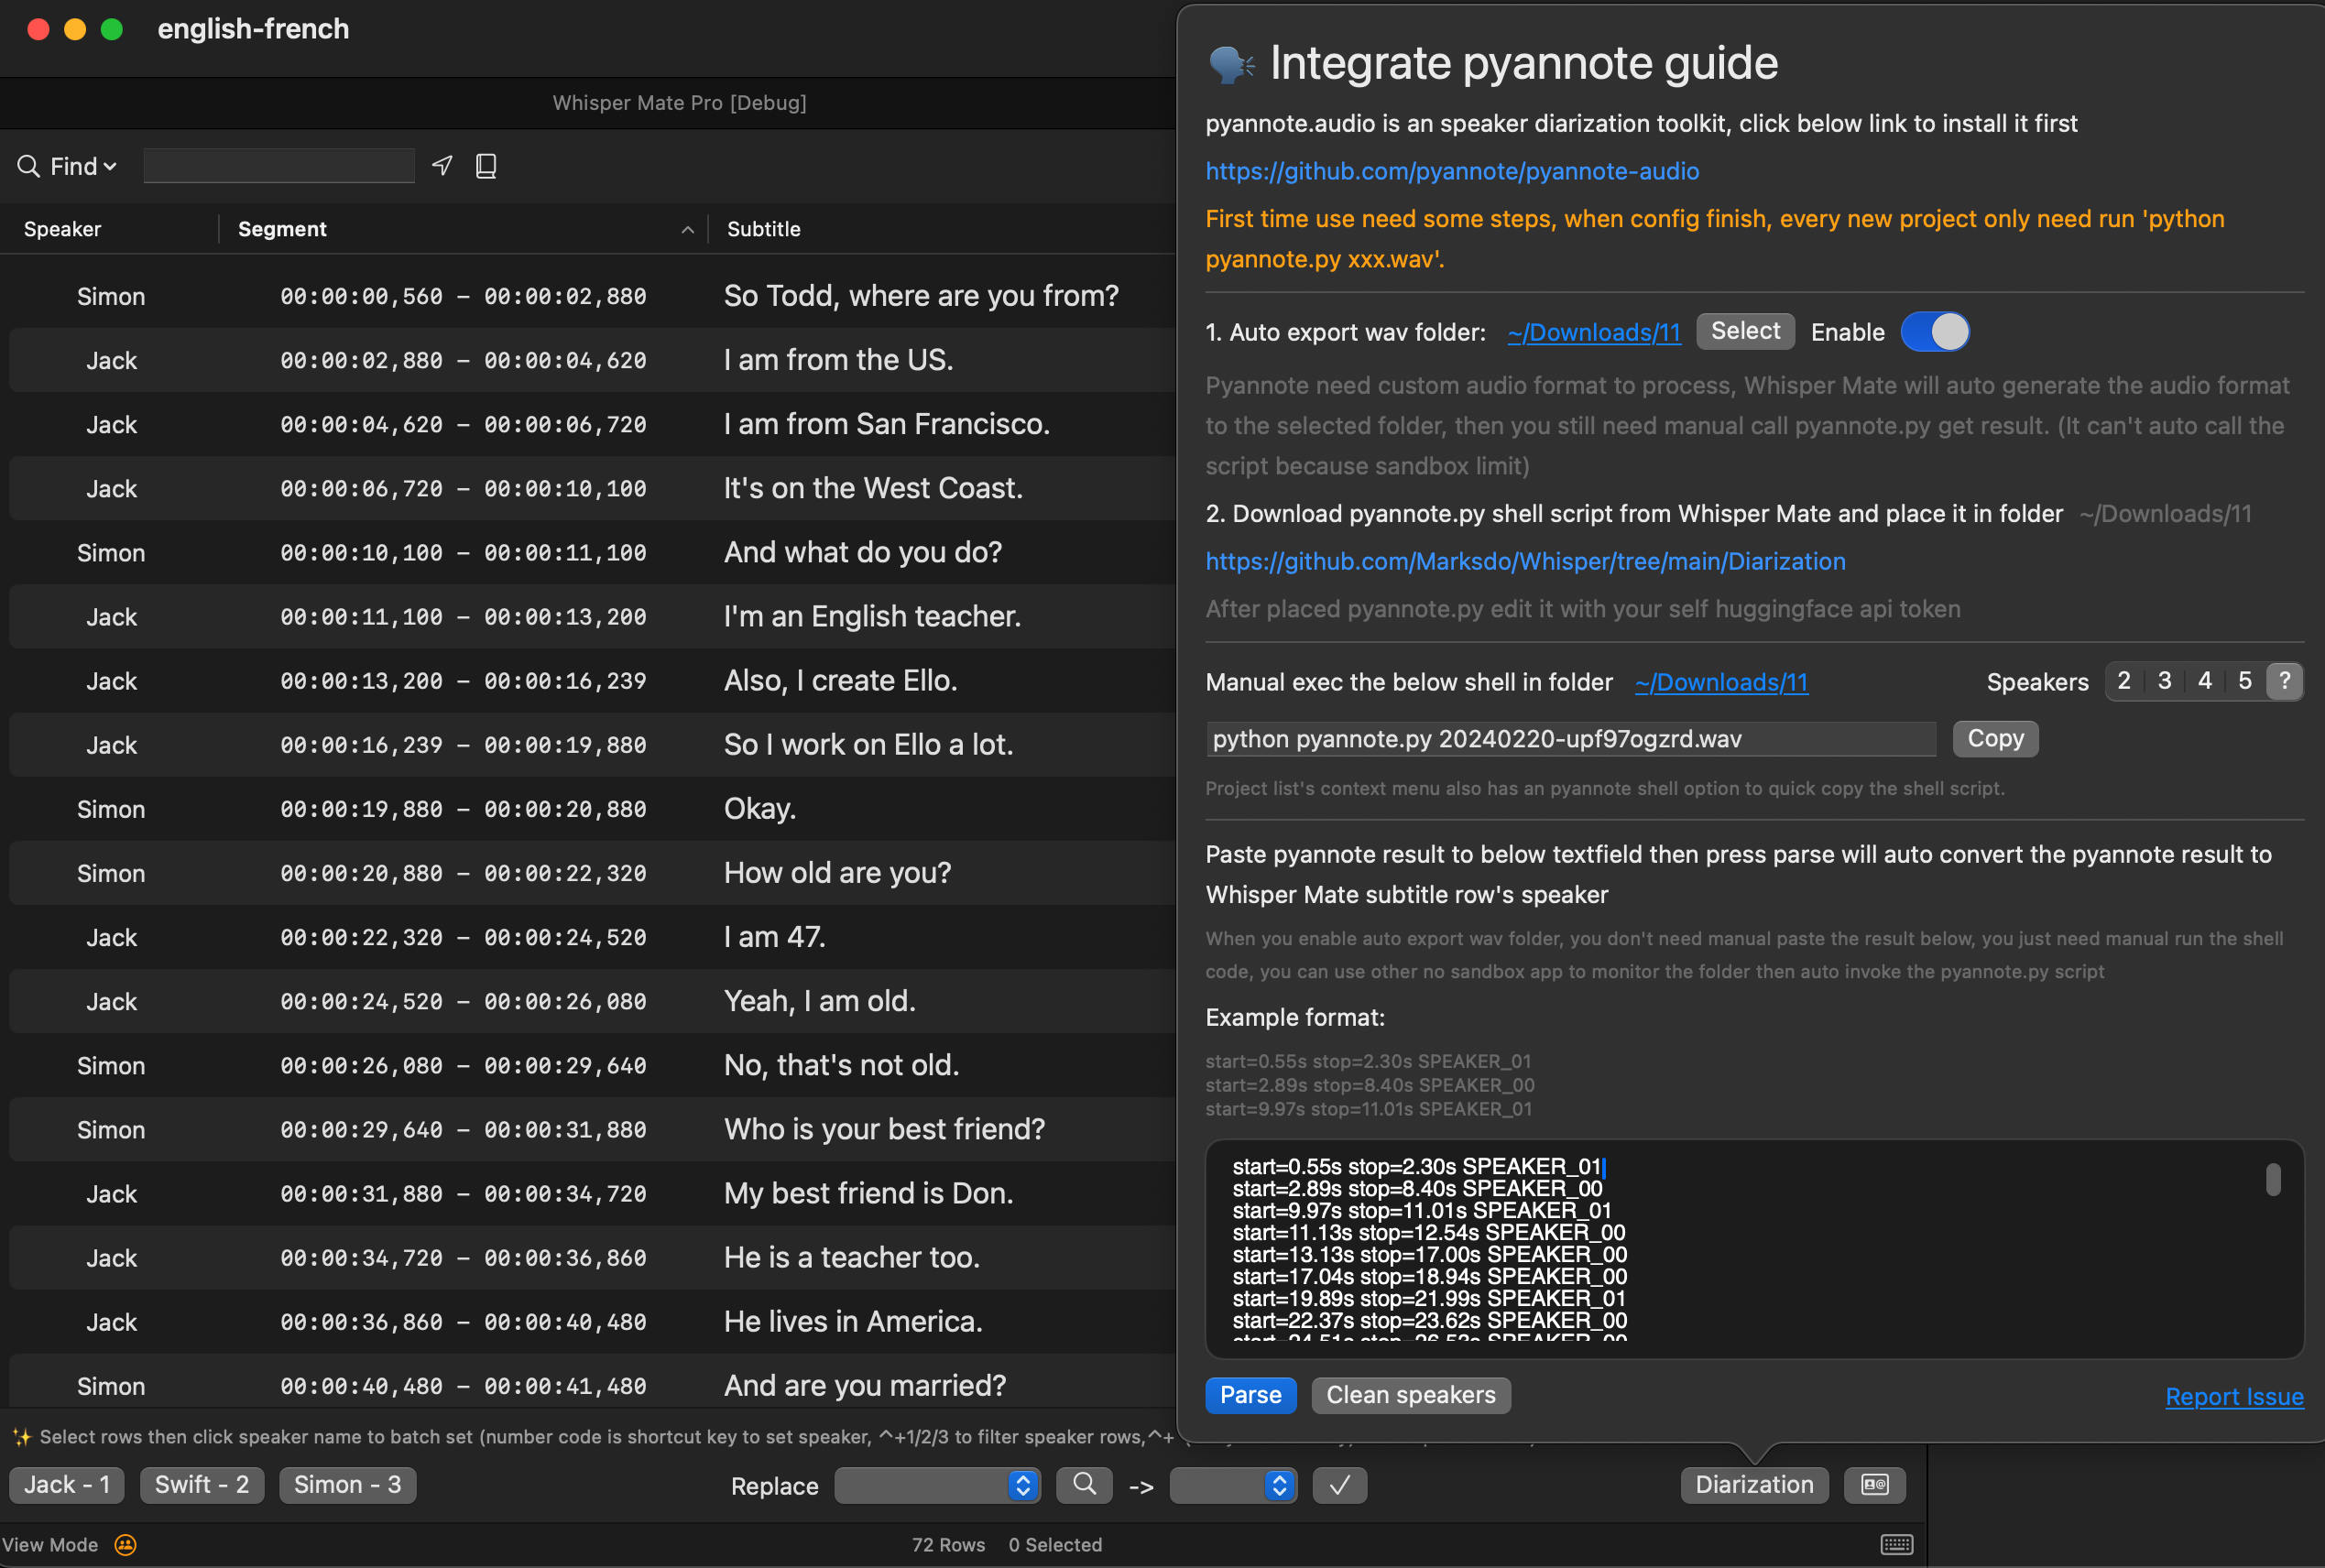 english-french
Whisper Mate Pro [Debug]
Find
Speaker Segment Subtitle
Simon 00:00:00,560 – 00:00:02,880 So Todd, where are you from?
Jack 00:00:02,880 – 00:00:04,620 I am from the US.
Jack 00:00:04,620 – 00:00:06,720 I am from San Francisco.
Jack 00:00:06,720 – 00:00:10,100 It's on the West Coast.
Simon 00:00:10,100 – 00:00:11,100 And what do you do?
Jack 00:00:11,100 – 00:00:13,200 I'm an English teacher.
Jack 00:00:13,200 – 00:00:16,239 Also, I create Ello.
Jack 00:00:16,239 – 00:00:19,880 So I work on Ello a lot.
Simon 00:00:19,880 – 00:00:20,880 Okay.
Simon 00:00:20,880 – 00:00:22,320 How old are you?
Jack 00:00:22,320 – 00:00:24,520 I am 47.
Jack 00:00:24,520 – 00:00:26,080 Yeah, I am old.
Simon 00:00:26,080 – 00:00:29,640 No, that's not old.
Simon 00:00:29,640 – 00:00:31,880 Who is your best friend?
Jack 00:00:31,880 – 00:00:34,720 My best friend is Don.
Jack 00:00:34,720 – 00:00:36,860 He is a teacher too.
Jack 00:00:36,860 – 00:00:40,480 He lives in America.
Simon 00:00:40,480 – 00:00:41,480 And are you married?
✨ Select rows then click speaker name to batch set (number code is shortcut key to set speaker, ^+1/2/3 to filter speaker rows,^+
Jack - 1 Swift - 2 Simon - 3 Replace -> Diarization
View Mode 72 Rows 0 Selected
Integrate pyannote guide
pyannote.audio is an speaker diarization toolkit, click below link to install it first
https://github.com/pyannote/pyannote-audio
First time use need some steps, when config finish, every new project only need run 'python
pyannote.py xxx.wav'.
1. Auto export wav folder: ~/Downloads/11 Select Enable
Pyannote need custom audio format to process, Whisper Mate will auto generate the audio format
to the selected folder, then you still need manual call pyannote.py get result. (It can't auto call the
script because sandbox limit)
2. Download pyannote.py shell script from Whisper Mate and place it in folder ~/Downloads/11
https://github.com/Marksdo/Whisper/tree/main/Diarization
After placed pyannote.py edit it with your self huggingface api token
Manual exec the below shell in folder ~/Downloads/11 Speakers 2 3 4 5 ?
python pyannote.py 20240220-upf97ogzrd.wav Copy
Project list's context menu also has an pyannote shell option to quick copy the shell script.
Paste pyannote result to below textfield then press parse will auto convert the pyannote result to
Whisper Mate subtitle row's speaker
When you enable auto export wav folder, you don't need manual paste the result below, you just need manual run the shell
code, you can use other no sandbox app to monitor the folder then auto invoke the pyannote.py script
Example format:
start=0.55s stop=2.30s SPEAKER_01
start=2.89s stop=8.40s SPEAKER_00
start=9.97s stop=11.01s SPEAKER_01
start=0.55s stop=2.30s SPEAKER_01
start=2.89s stop=8.40s SPEAKER_00
start=9.97s stop=11.01s SPEAKER_01
start=11.13s stop=12.54s SPEAKER_00
start=13.13s stop=17.00s SPEAKER_00
start=17.04s stop=18.94s SPEAKER_00
start=19.89s stop=21.99s SPEAKER_01
start=22.37s stop=23.62s SPEAKER_00
start=24.51s stop=26.53s SPEAKER_00
Parse Clean speakers Report Issue